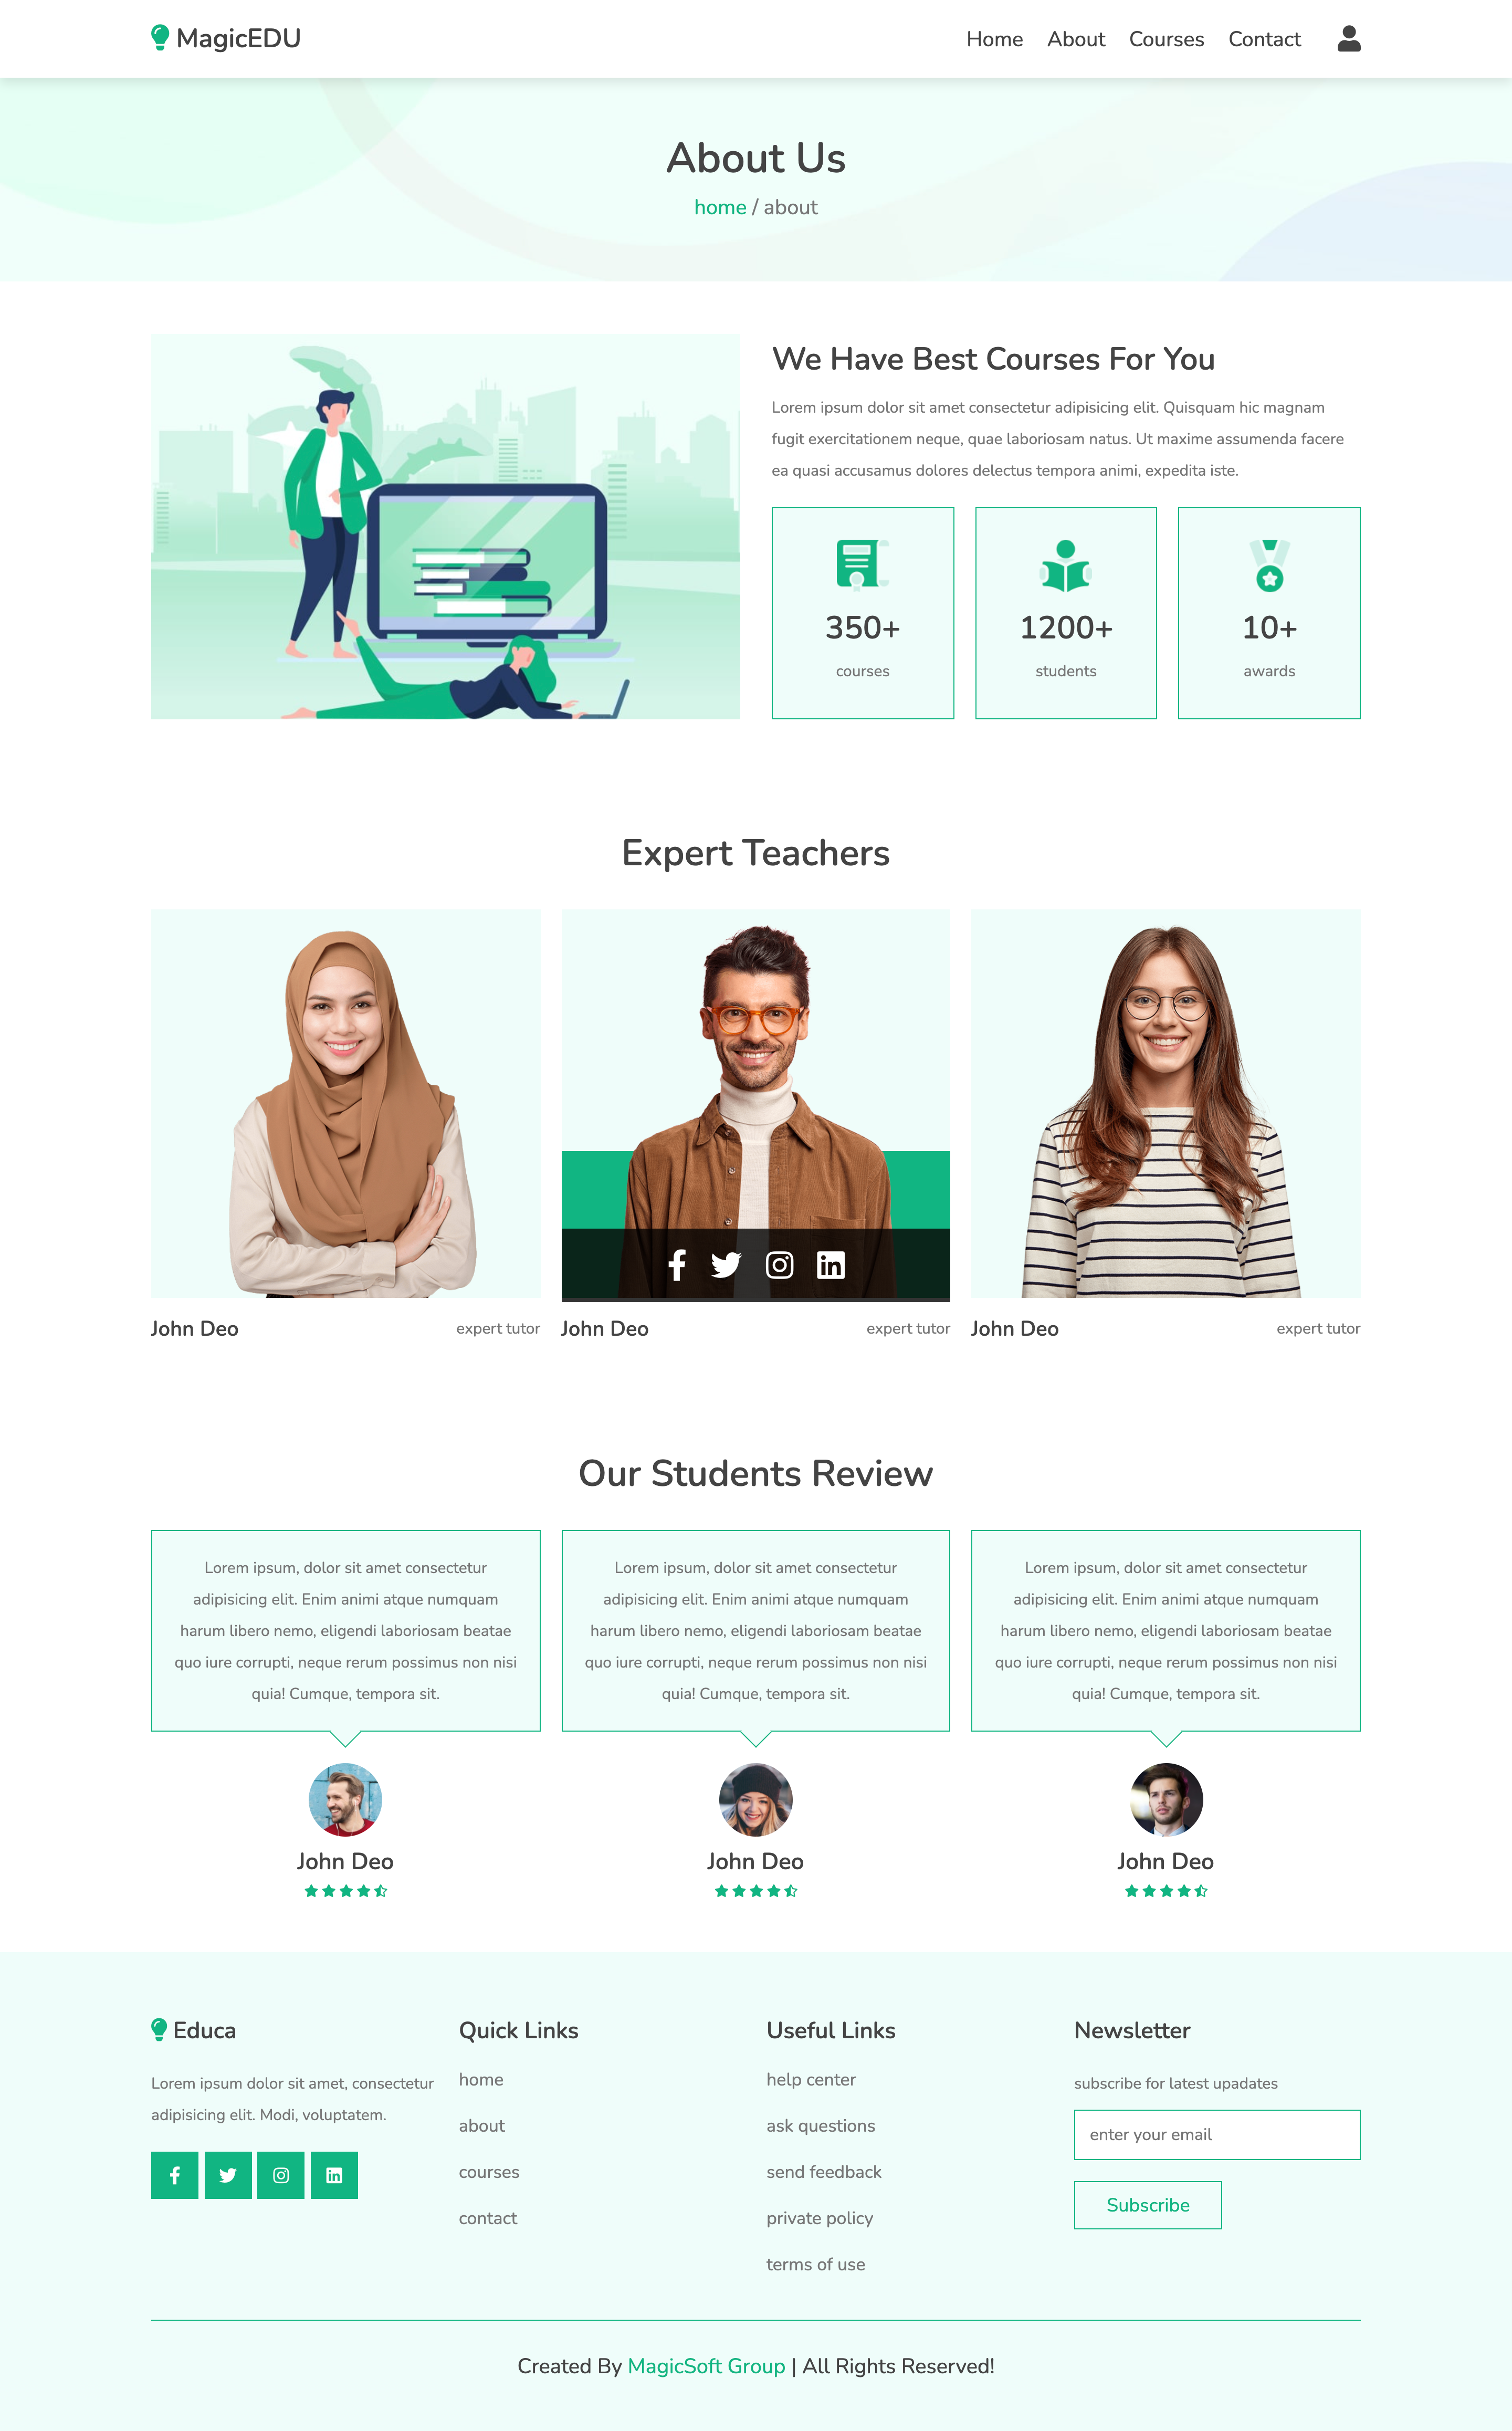 MagicEDU
Home About Courses Contact
About Us
home / about
We Have Best Courses For You
Lorem ipsum dolor sit amet consectetur adipisicing elit. Quisquam hic magnam
fugit exercitationem neque, quae laboriosam natus. Ut maxime assumenda facere
ea quasi accusamus dolores delectus tempora animi, expedita iste.
350+
courses
1200+
students
10+
awards
Expert Teachers
John Deo
expert tutor
John Deo
expert tutor
John Deo
expert tutor
Our Students Review
Lorem ipsum, dolor sit amet consectetur
adipisicing elit. Enim animi atque numquam
harum libero nemo, eligendi laboriosam beatae
quo iure corrupti, neque rerum possimus non nisi
quia! Cumque, tempora sit.
John Deo
Lorem ipsum, dolor sit amet consectetur
adipisicing elit. Enim animi atque numquam
harum libero nemo, eligendi laboriosam beatae
quo iure corrupti, neque rerum possimus non nisi
quia! Cumque, tempora sit.
John Deo
Lorem ipsum, dolor sit amet consectetur
adipisicing elit. Enim animi atque numquam
harum libero nemo, eligendi laboriosam beatae
quo iure corrupti, neque rerum possimus non nisi
quia! Cumque, tempora sit.
John Deo
Educa
Lorem ipsum dolor sit amet, consectetur
adipisicing elit. Modi, voluptatem.
Quick Links
home
about
courses
contact
Useful Links
help center
ask questions
send feedback
private policy
terms of use
Newsletter
subscribe for latest upadates
enter your email
Subscribe
Created By MagicSoft Group | All Rights Reserved!